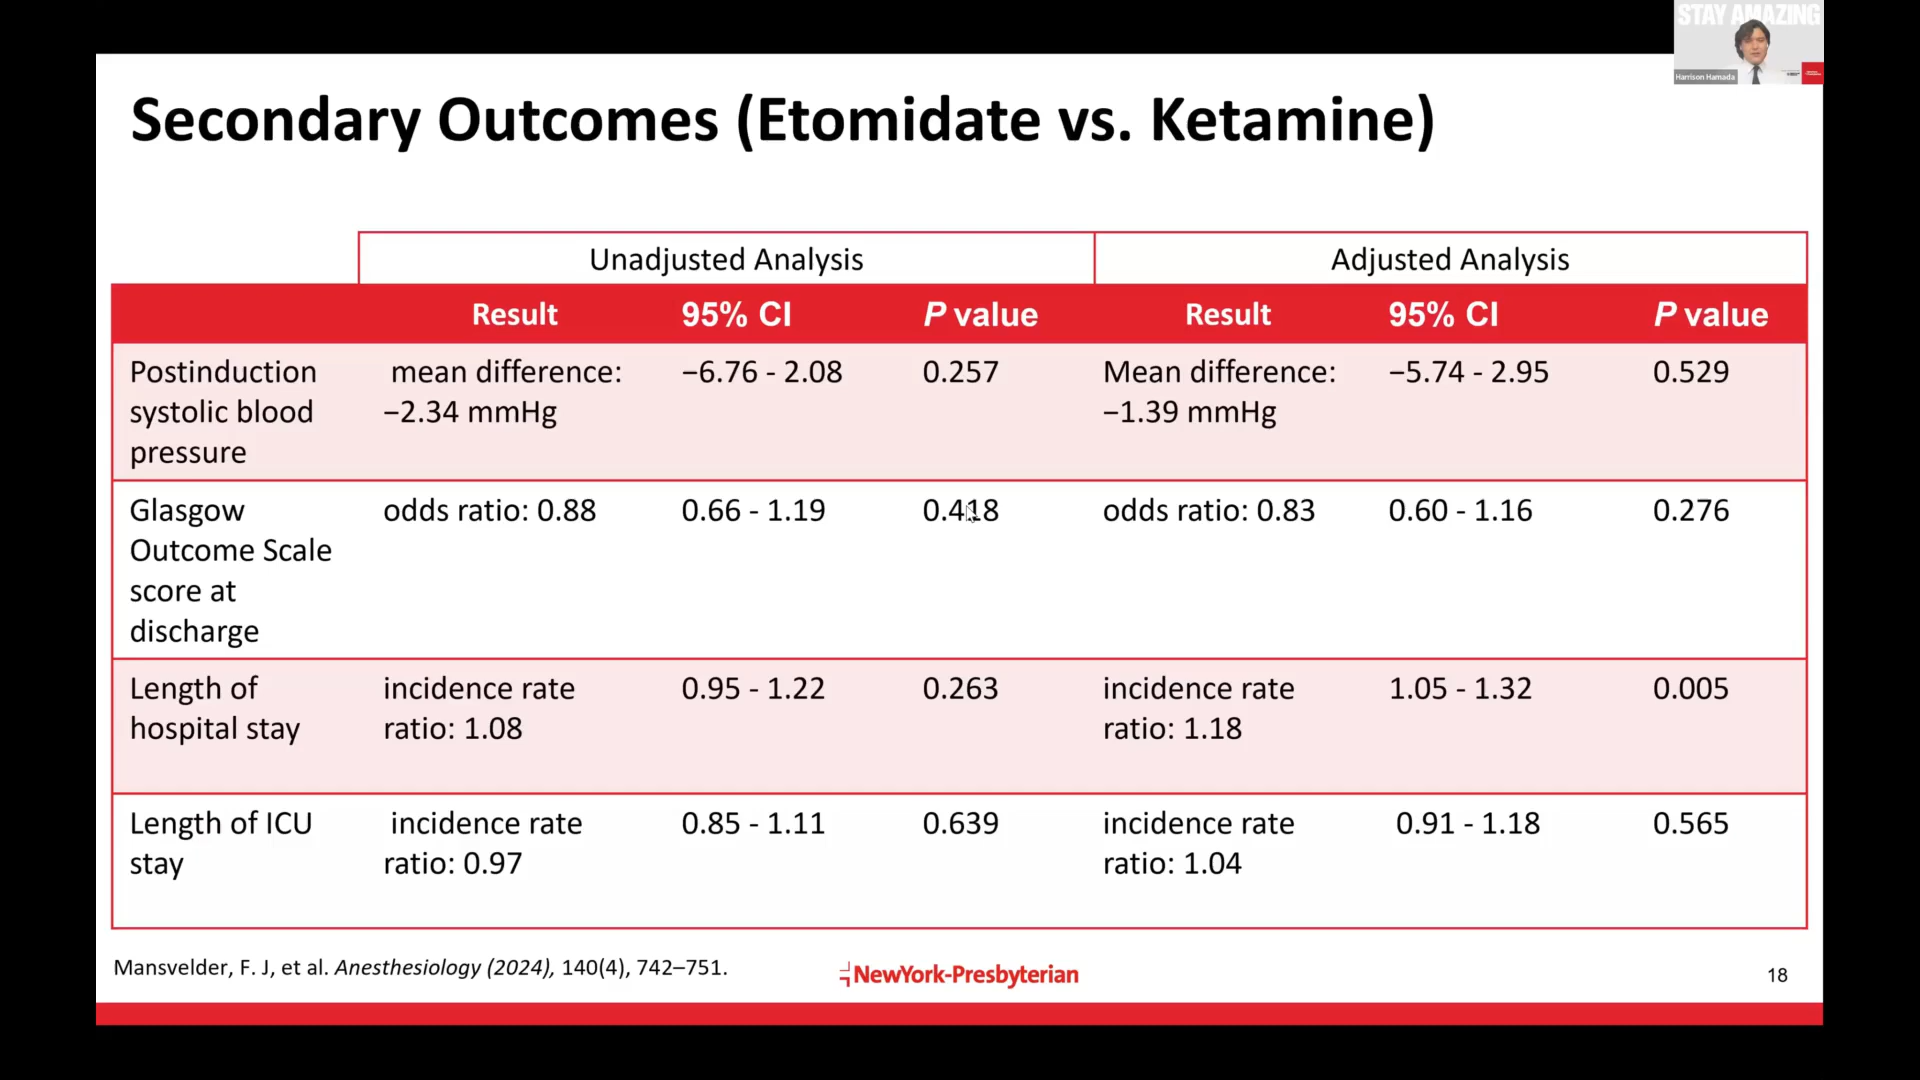 STAY AMAZING
Harrison Hamada
Secondary Outcomes (Etomidate vs. Ketamine)
Unadjusted Analysis Adjusted Analysis
Result 95% CI P value Result 95% CI P value
Postinduction mean difference: −6.76 - 2.08 0.257 Mean difference: −5.74 - 2.95 0.529
systolic blood −2.34 mmHg −1.39 mmHg
pressure
Glasgow odds ratio: 0.88 0.66 - 1.19 0.418 odds ratio: 0.83 0.60 - 1.16 0.276
Outcome Scale
score at
discharge
Length of incidence rate 0.95 - 1.22 0.263 incidence rate 1.05 - 1.32 0.005
hospital stay ratio: 1.08 ratio: 1.18
Length of ICU incidence rate 0.85 - 1.11 0.639 incidence rate 0.91 - 1.18 0.565
stay ratio: 0.97 ratio: 1.04
Mansvelder, F. J, et al. Anesthesiology (2024), 140(4), 742–751.
NewYork-Presbyterian
18